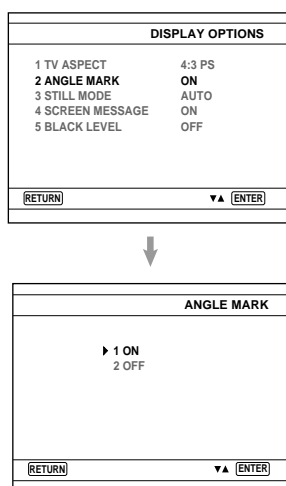 DISPLAY OPTIONS
1 TV ASPECT 4:3 PS
2 ANGLE MARK ON
3 STILL MODE AUTO
4 SCREEN MESSAGE ON
5 BLACK LEVEL OFF
RETURN ▼▲ ENTER
ANGLE MARK
1 ON
2 OFF
RETURN ▼▲ ENTER